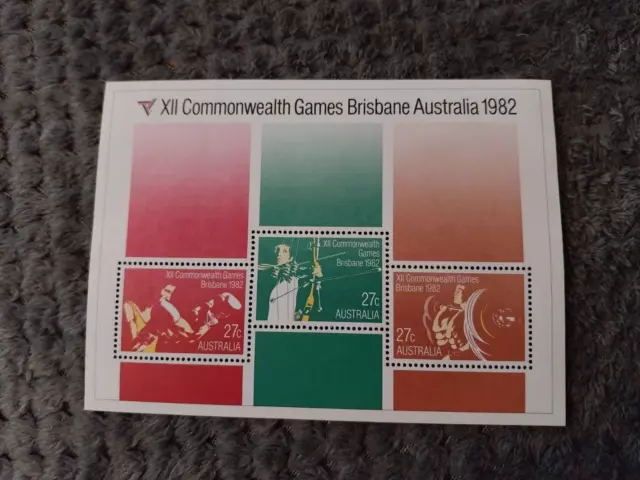 XII Commonwealth Games Brisbane Australia 1982
XII Commonwealth Games
Brisbane 1982
27c
AUSTRALIA
XII Commonwealth
Games
Brisbane 1982
27c
AUSTRALIA
XII Commonwealth Games
Brisbane 1982
27c
AUSTRALIA